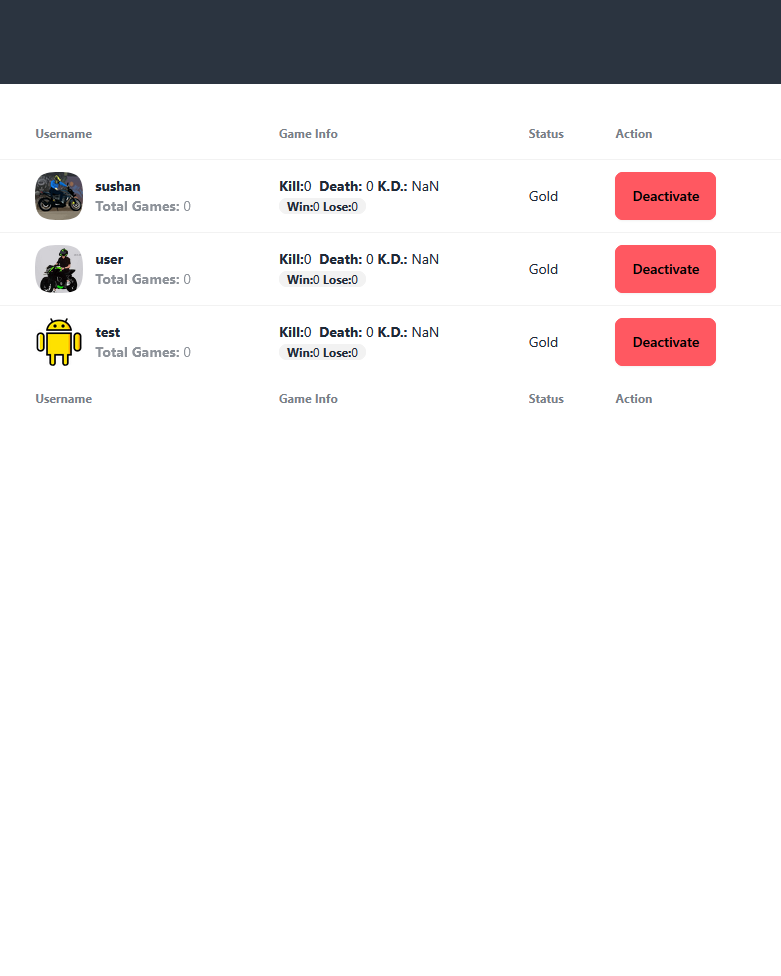 Username Game Info Status Action
sushan Kill:0 Death: 0 K.D.: NaN
Total Games: 0 Win:0 Lose:0 Gold Deactivate
user Kill:0 Death: 0 K.D.: NaN
Total Games: 0 Win:0 Lose:0 Gold Deactivate
test Kill:0 Death: 0 K.D.: NaN
Total Games: 0 Win:0 Lose:0 Gold Deactivate
Username Game Info Status Action